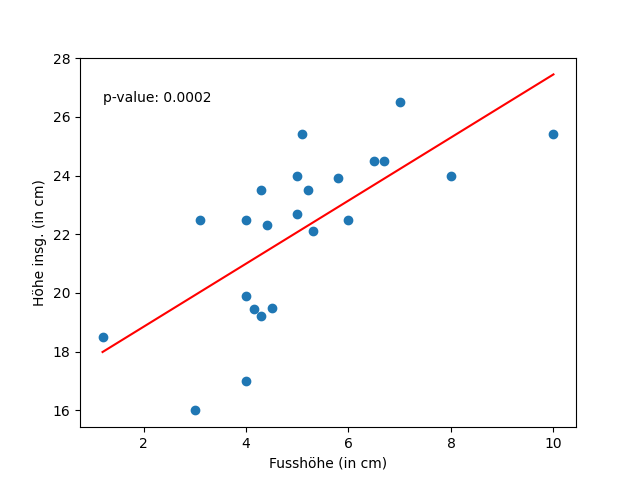 28
26
24
22
20
18
16
p-value: 0.0002
Höhe insg. (in cm)
2 4 6 8 10
Fusshöhe (in cm)